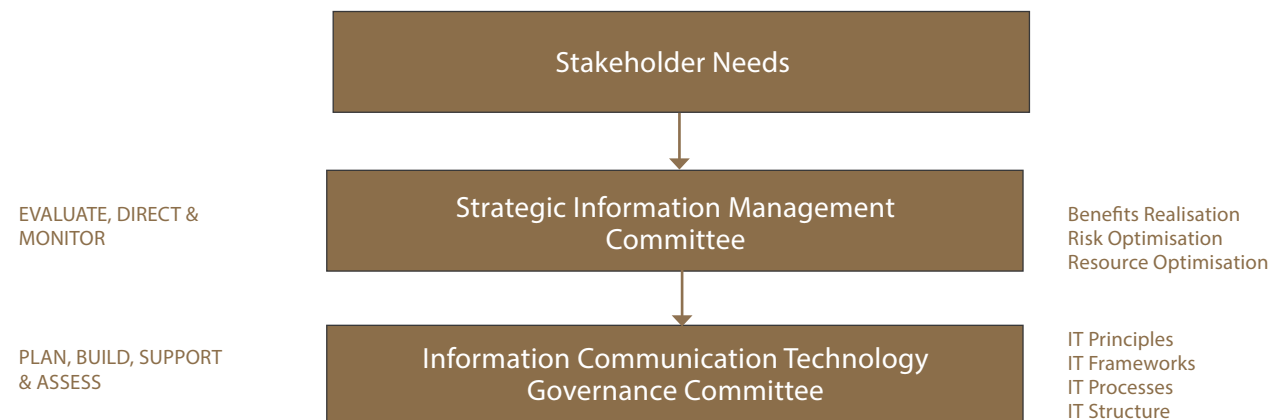 Stakeholder Needs
EVALUATE, DIRECT &
MONITOR
Strategic Information Management
Committee
Benefits Realisation
Risk Optimisation
Resource Optimisation
PLAN, BUILD, SUPPORT
& ASSESS
Information Communication Technology
Governance Committee
IT Principles
IT Frameworks
IT Processes
IT Structure